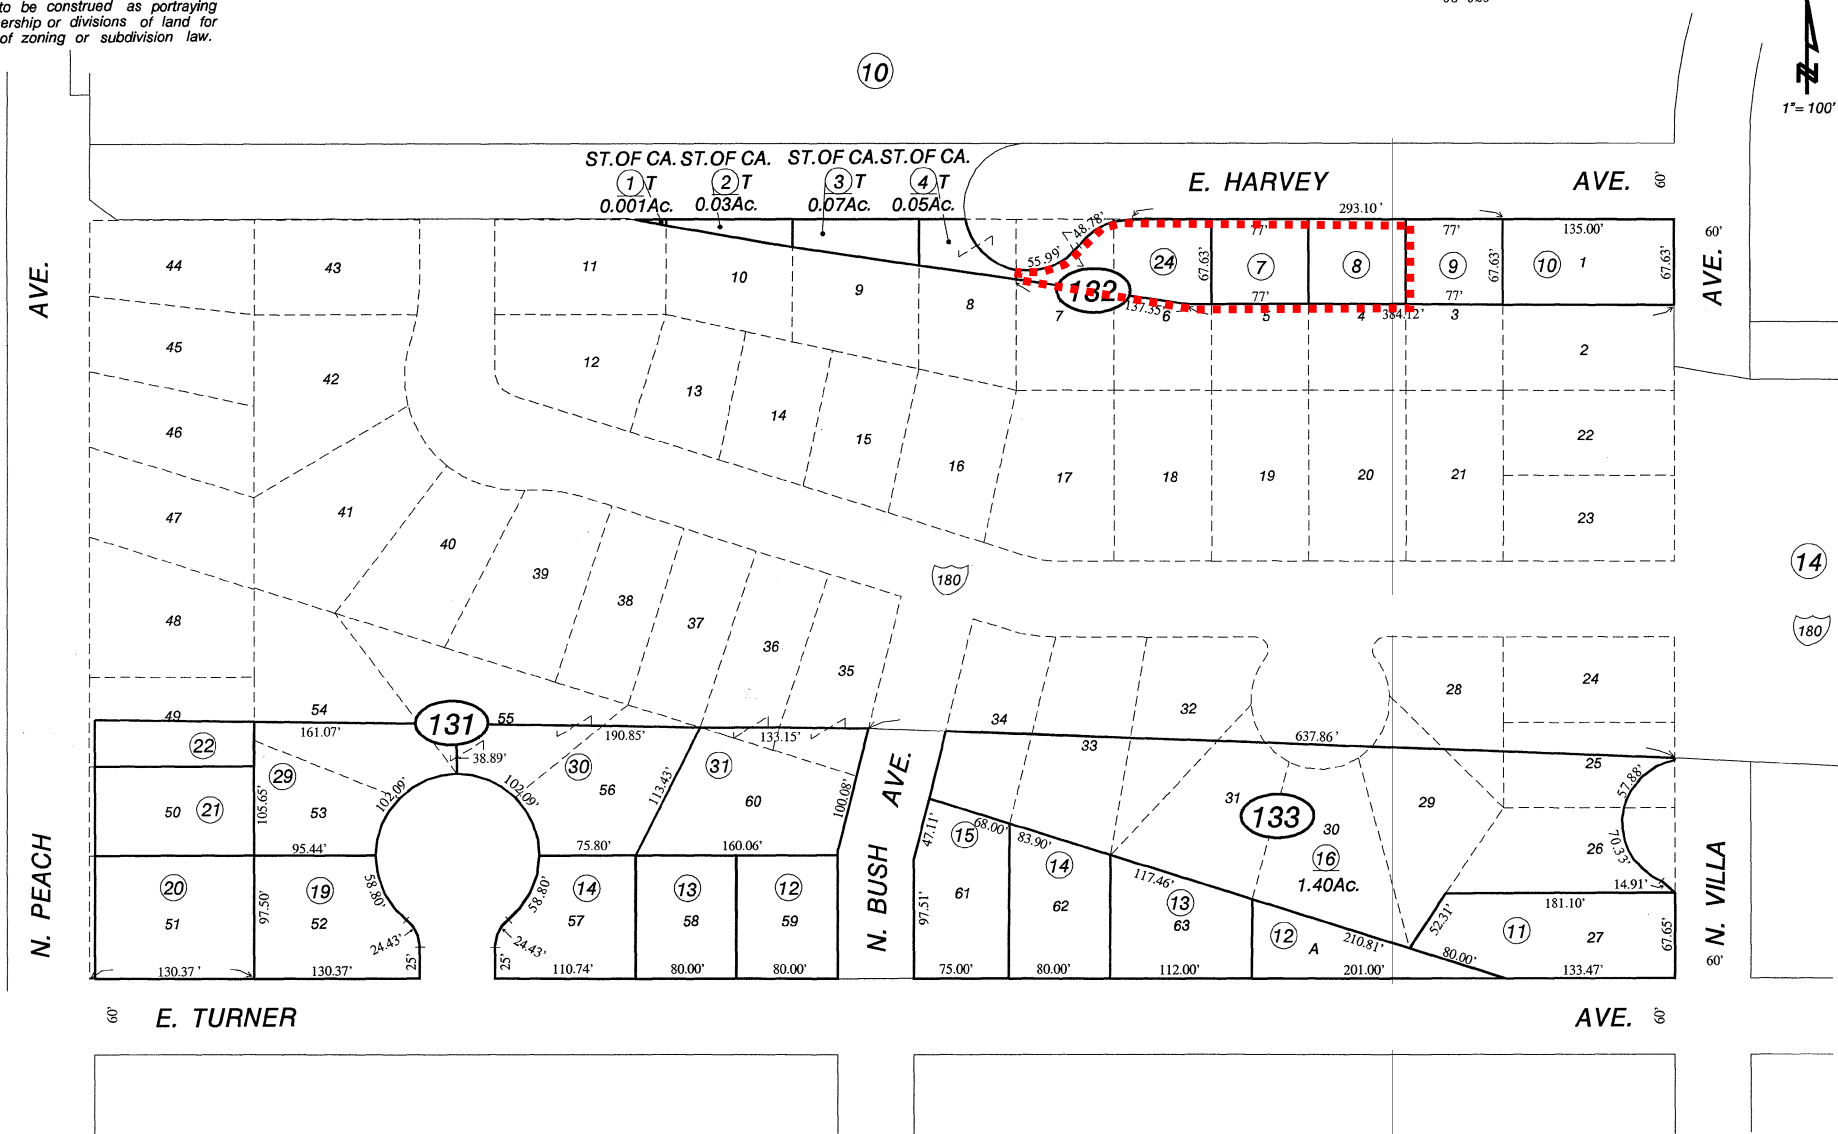 to be construed as portraying
ership or divisions of land for
of zoning or subdivision law.
10
1"=100'
ST.OF CA. ST.OF CA. ST.OF CA. ST.OF CA.
1 T 2 T 3 T 4 T
0.001Ac. 0.03Ac. 0.07Ac. 0.05Ac.
E. HARVEY AVE. 60'
293.10'
48.78'
55.99'
77' 77' 135.00' 60'
44 43 11 10 9 8
24 67.63' 7 8 9 67.63' 10 1 67.63'
132
77' 77'
137.35'
7 6 5 4 384.12' 3
AVE.
AVE.
45 42 12 13 14 15 16 2
46 47 41 40 39 38 37 36 35
17 18 19 20 21 22 23
180
14
180
48
49 54 131 55
161.07' 190.85' 133.15'
38.89'
34 33 32 28 24
637.86'
25
22 29 30 56 31 60
102.09' 102.09' 113.43' 100.08'
105.65'
50 21 53
95.44' 75.80' 160.06'
AVE.
47.11' 15 68.00' 83.90'
31 133 30 29
16
1.40Ac.
57.88'
70.33'
26
14.91'
20 51 97.50' 19 52
58.80' 58.80'
24.43' 24.43'
25' 25'
14 57 13 58 12 59
97.51' 61 14 62
117.46' 13 63
12 A 210.81'
52.31' 80.00'
181.10'
11 27 67.65'
60'
130.37' 130.37' 110.74' 80.00' 80.00' 75.00' 80.00' 112.00' 201.00' 133.47'
N. PEACH
N. BUSH
N. VILLA
60' E. TURNER AVE. 60'